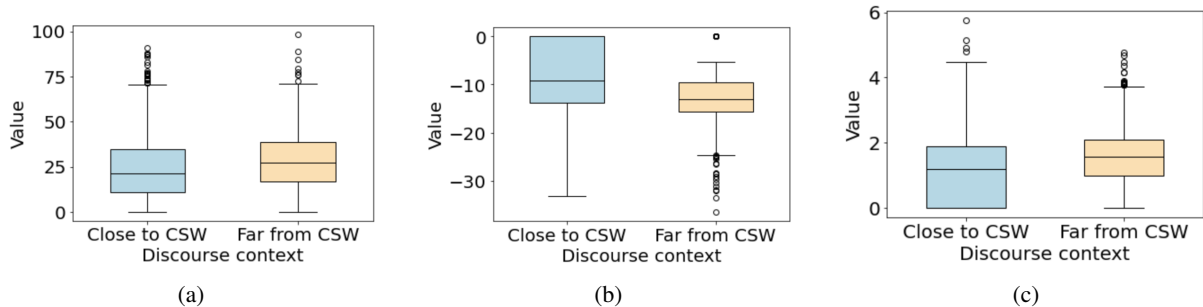 100
75
50
25
0
Value
Close to CSW Far from CSW
Discourse context
(a)
0
−10
−20
−30
Value
Close to CSW Far from CSW
Discourse context
(b)
6
4
2
0
Value
Close to CSW Far from CSW
Discourse context
(c)